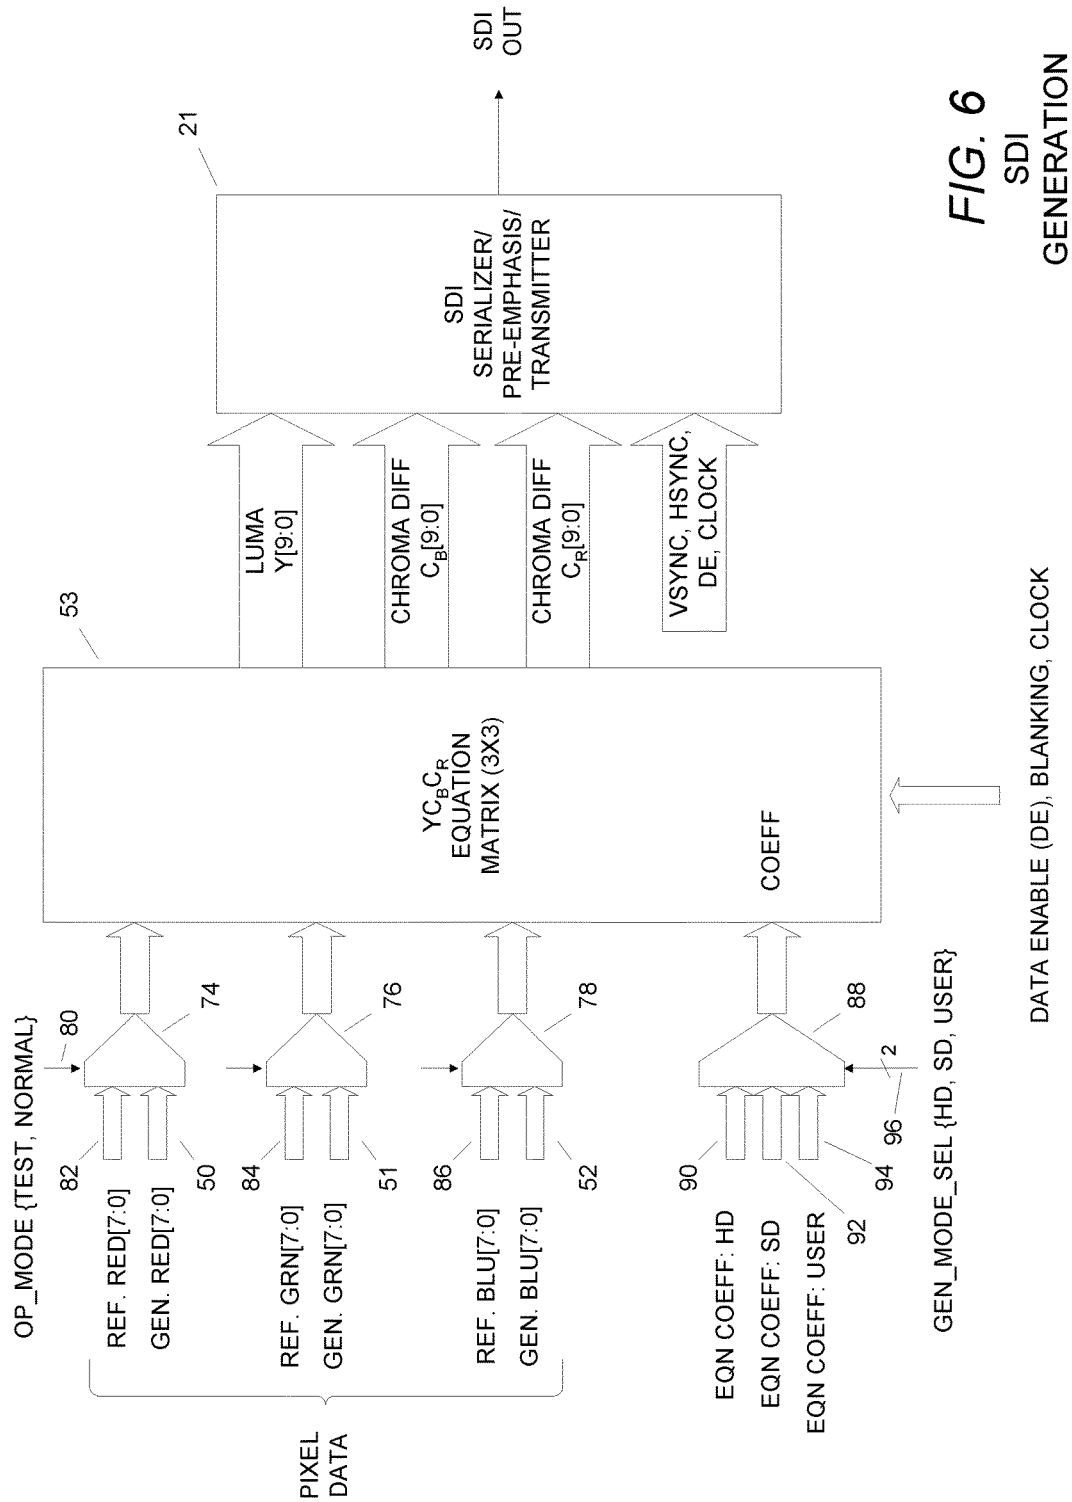 OP_MODE {TEST, NORMAL}
80
PIXEL
DATA
REF. RED[7:0]
GEN. RED[7:0]
82
50
74
REF. GRN[7:0]
GEN. GRN[7:0]
84
51
76
REF. BLU[7:0]
GEN. BLU[7:0]
86
52
78
EQN COEFF: HD
EQN COEFF: SD
EQN COEFF: USER
90
92
94
88
2
96
GEN_MODE_SEL {HD, SD, USER}
53
YCBCR
EQUATION
MATRIX (3X3)
COEFF
DATA ENABLE (DE), BLANKING, CLOCK
LUMA
Y[9:0]
CHROMA DIFF
CB[9:0]
CHROMA DIFF
CR[9:0]
VSYNC, HSYNC,
DE, CLOCK
21
SDI
SERIALIZER/
PRE-EMPHASIS/
TRANSMITTER
SDI
OUT
FIG. 6
SDI
GENERATION